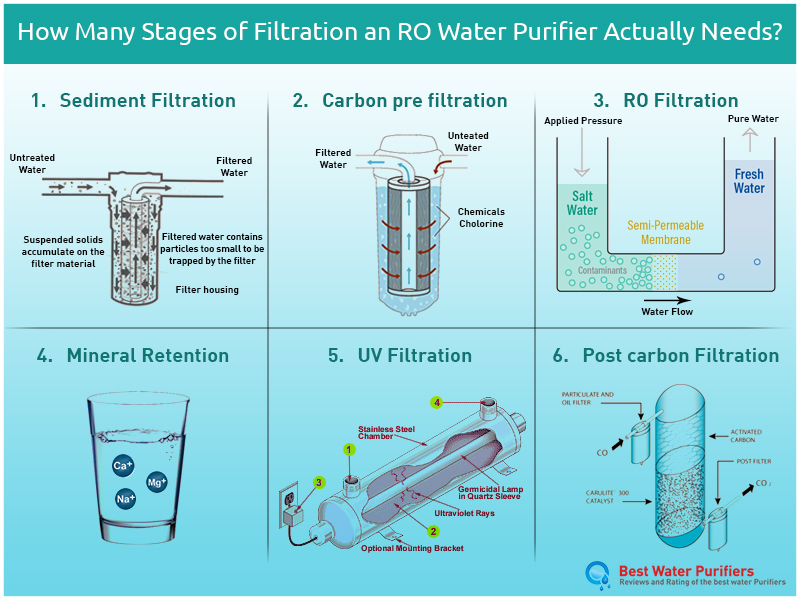 How Many Stages of Filtration an RO Water Purifier Actually Needs?
1. Sediment Filtration
Untreated
Water
Filtered
Water
Suspended solids
accumulate on the
filter material
Filtered water contains
particles too small to be
trapped by the filter
Filter housing
2. Carbon pre filtration
Filtered
Water
Unteated
Water
Chemicals
Cholorine
3. RO Filtration
Applied Pressure
Pure Water
Salt
Water
Fresh
Water
Semi-Permeable
Membrane
Contaminants
Water Flow
4. Mineral Retention
Ca+
Mg+
Na+
5. UV Filtration
4
Stainless Steel
Chamber
1
3
Germicidal Lamp
in Quartz Sleeve
Ultraviolet Rays
2
Optional Mounting Bracket
6. Post carbon Filtration
PARTICULATE AND
OIL FILTER
CO
ACTIVATED
CARBON
POST FILTER
CO 2
CARULITE 300
CATALYST
Best Water Purifiers
Reviews and Rating of the best water Purifiers